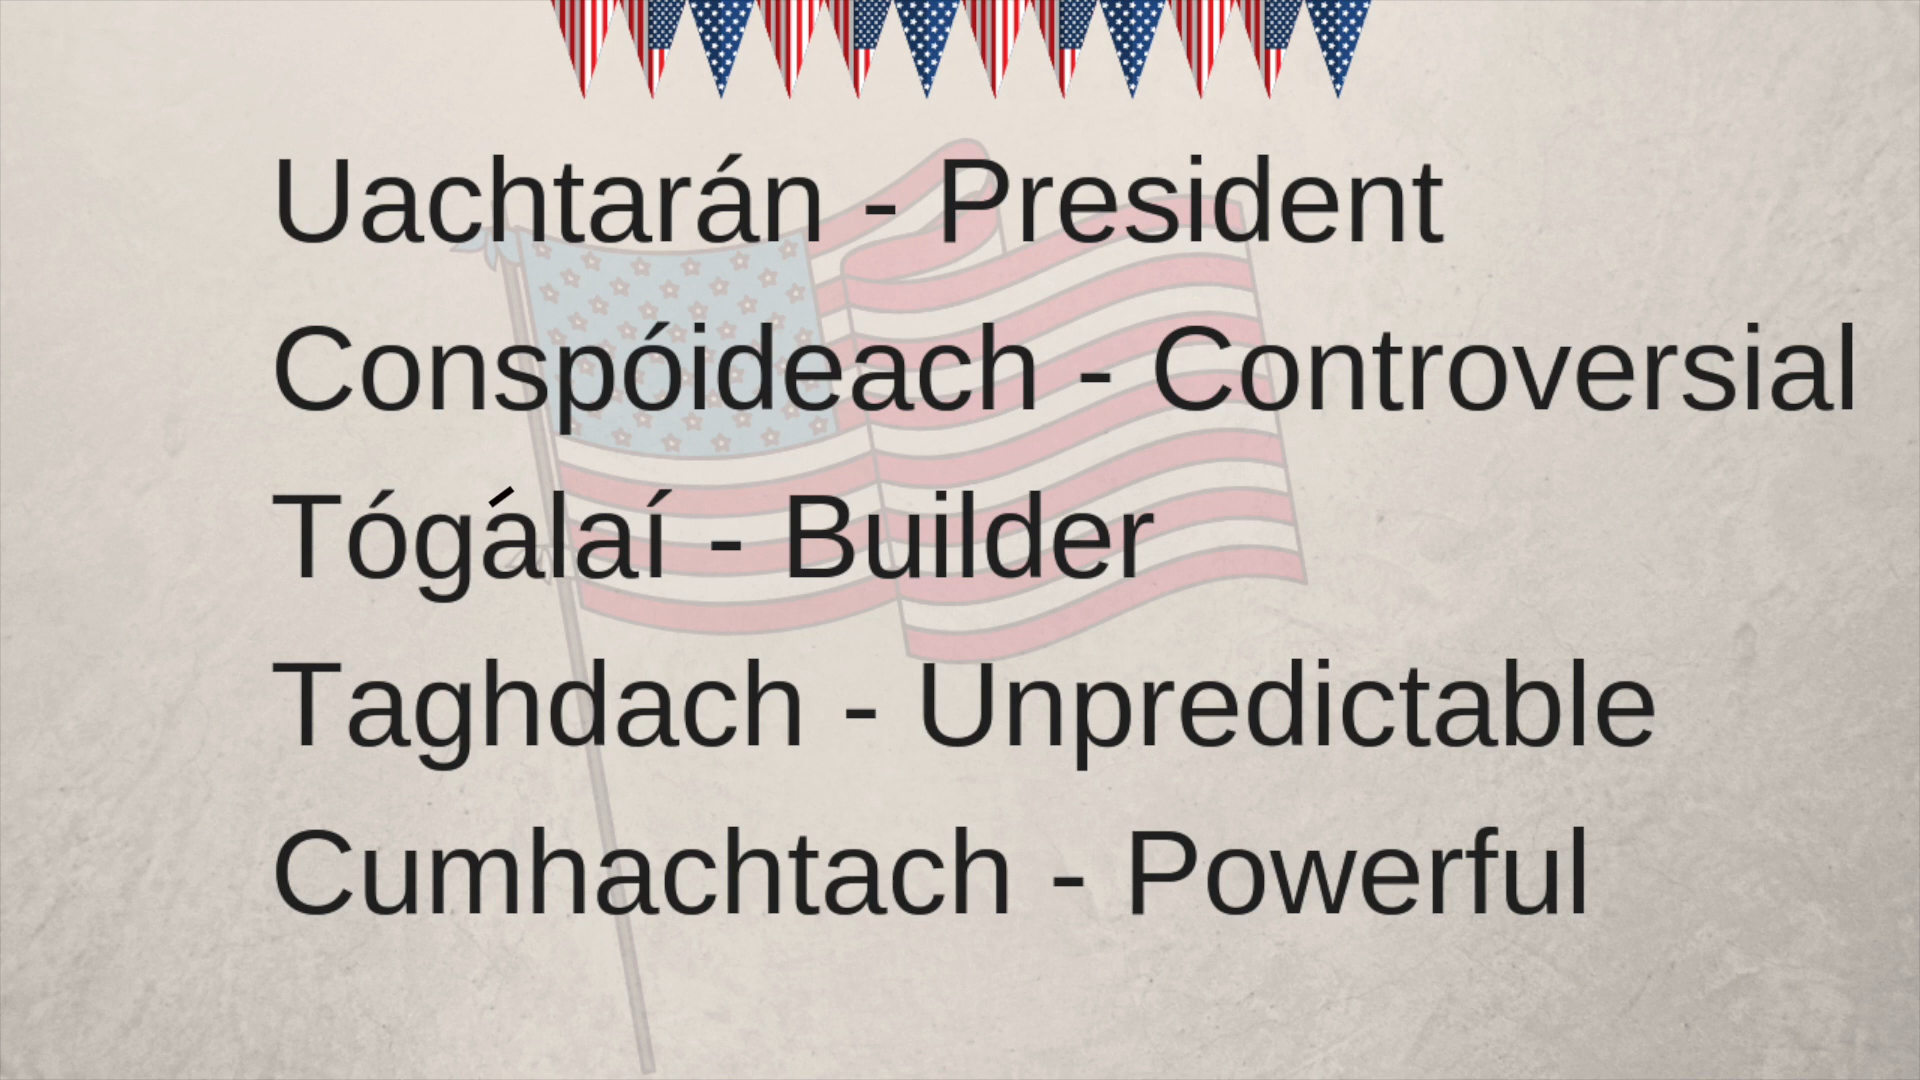 Uachtarán - President
Conspóideach - Controversial
Tógálaí - Builder
Taghdach - Unpredictable
Cumhachtach - Powerful